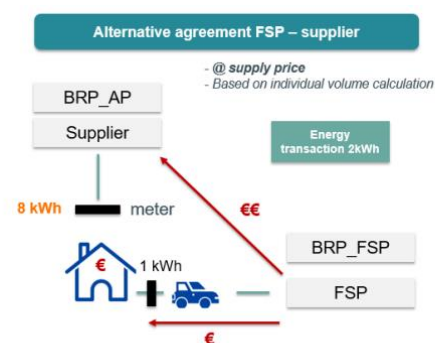 Alternative agreement FSP – supplier
- @ supply price
- Based on individual volume calculation
BRP_AP
Supplier
Energy
transaction 2kWh
8 kWh
meter
€€
€
1 kWh
BRP_FSP
FSP
€